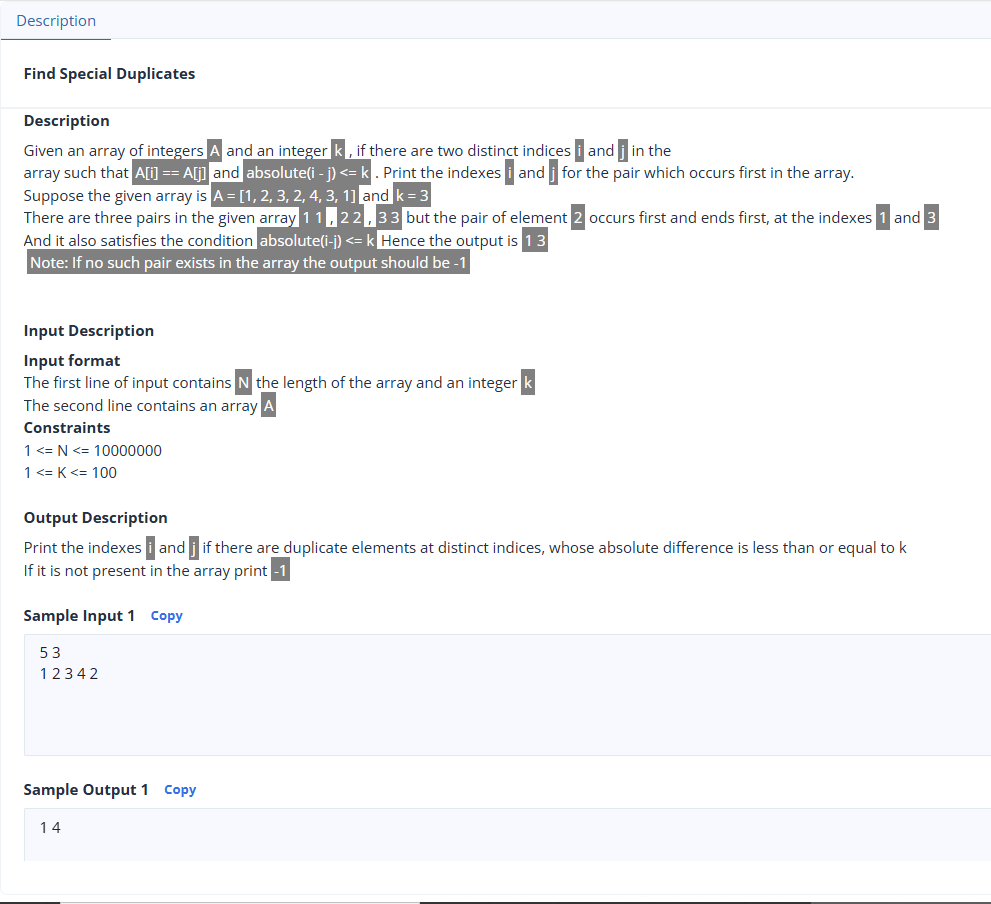 Description
Find Special Duplicates
Description
Given an array of integers A and an integer k , if there are two distinct indices i and j in the
array such that A[i] == A[j] and absolute(i - j) <= k . Print the indexes i and j for the pair which occurs first in the array.
Suppose the given array is A = [1, 2, 3, 2, 4, 3, 1] and k = 3
There are three pairs in the given array 1 1 , 2 2 , 3 3 but the pair of element 2 occurs first and ends first, at the indexes 1 and 3
And it also satisfies the condition absolute(i-j) <= k Hence the output is 1 3
Note: If no such pair exists in the array the output should be -1
Input Description
Input format
The first line of input contains N the length of the array and an integer k
The second line contains an array A
Constraints
1 <= N <= 10000000
1 <= K <= 100
Output Description
Print the indexes i and j if there are duplicate elements at distinct indices, whose absolute difference is less than or equal to k
If it is not present in the array print -1
Sample Input 1 Copy
5 3
1 2 3 4 2
Sample Output 1 Copy
1 4